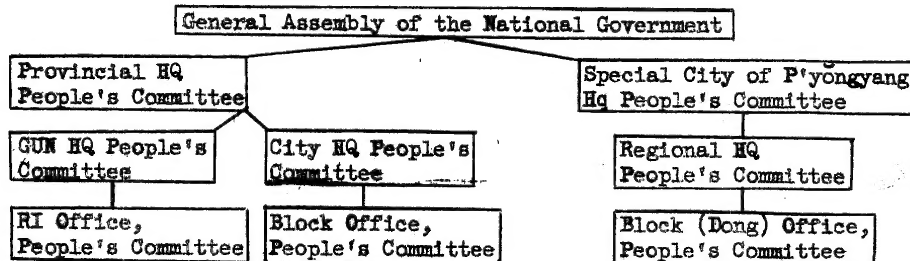 General Assembly of the National Government
Provincial HQ
People's Committee
Special City of P'yongyang
Hq People's Committee
GUN HQ People's
Committee
City HQ People's
Committee
Regional HQ
People's Committee
RI Office,
People's Committee
Block Office,
People's Committee
Block (Dong) Office,
People's Committee